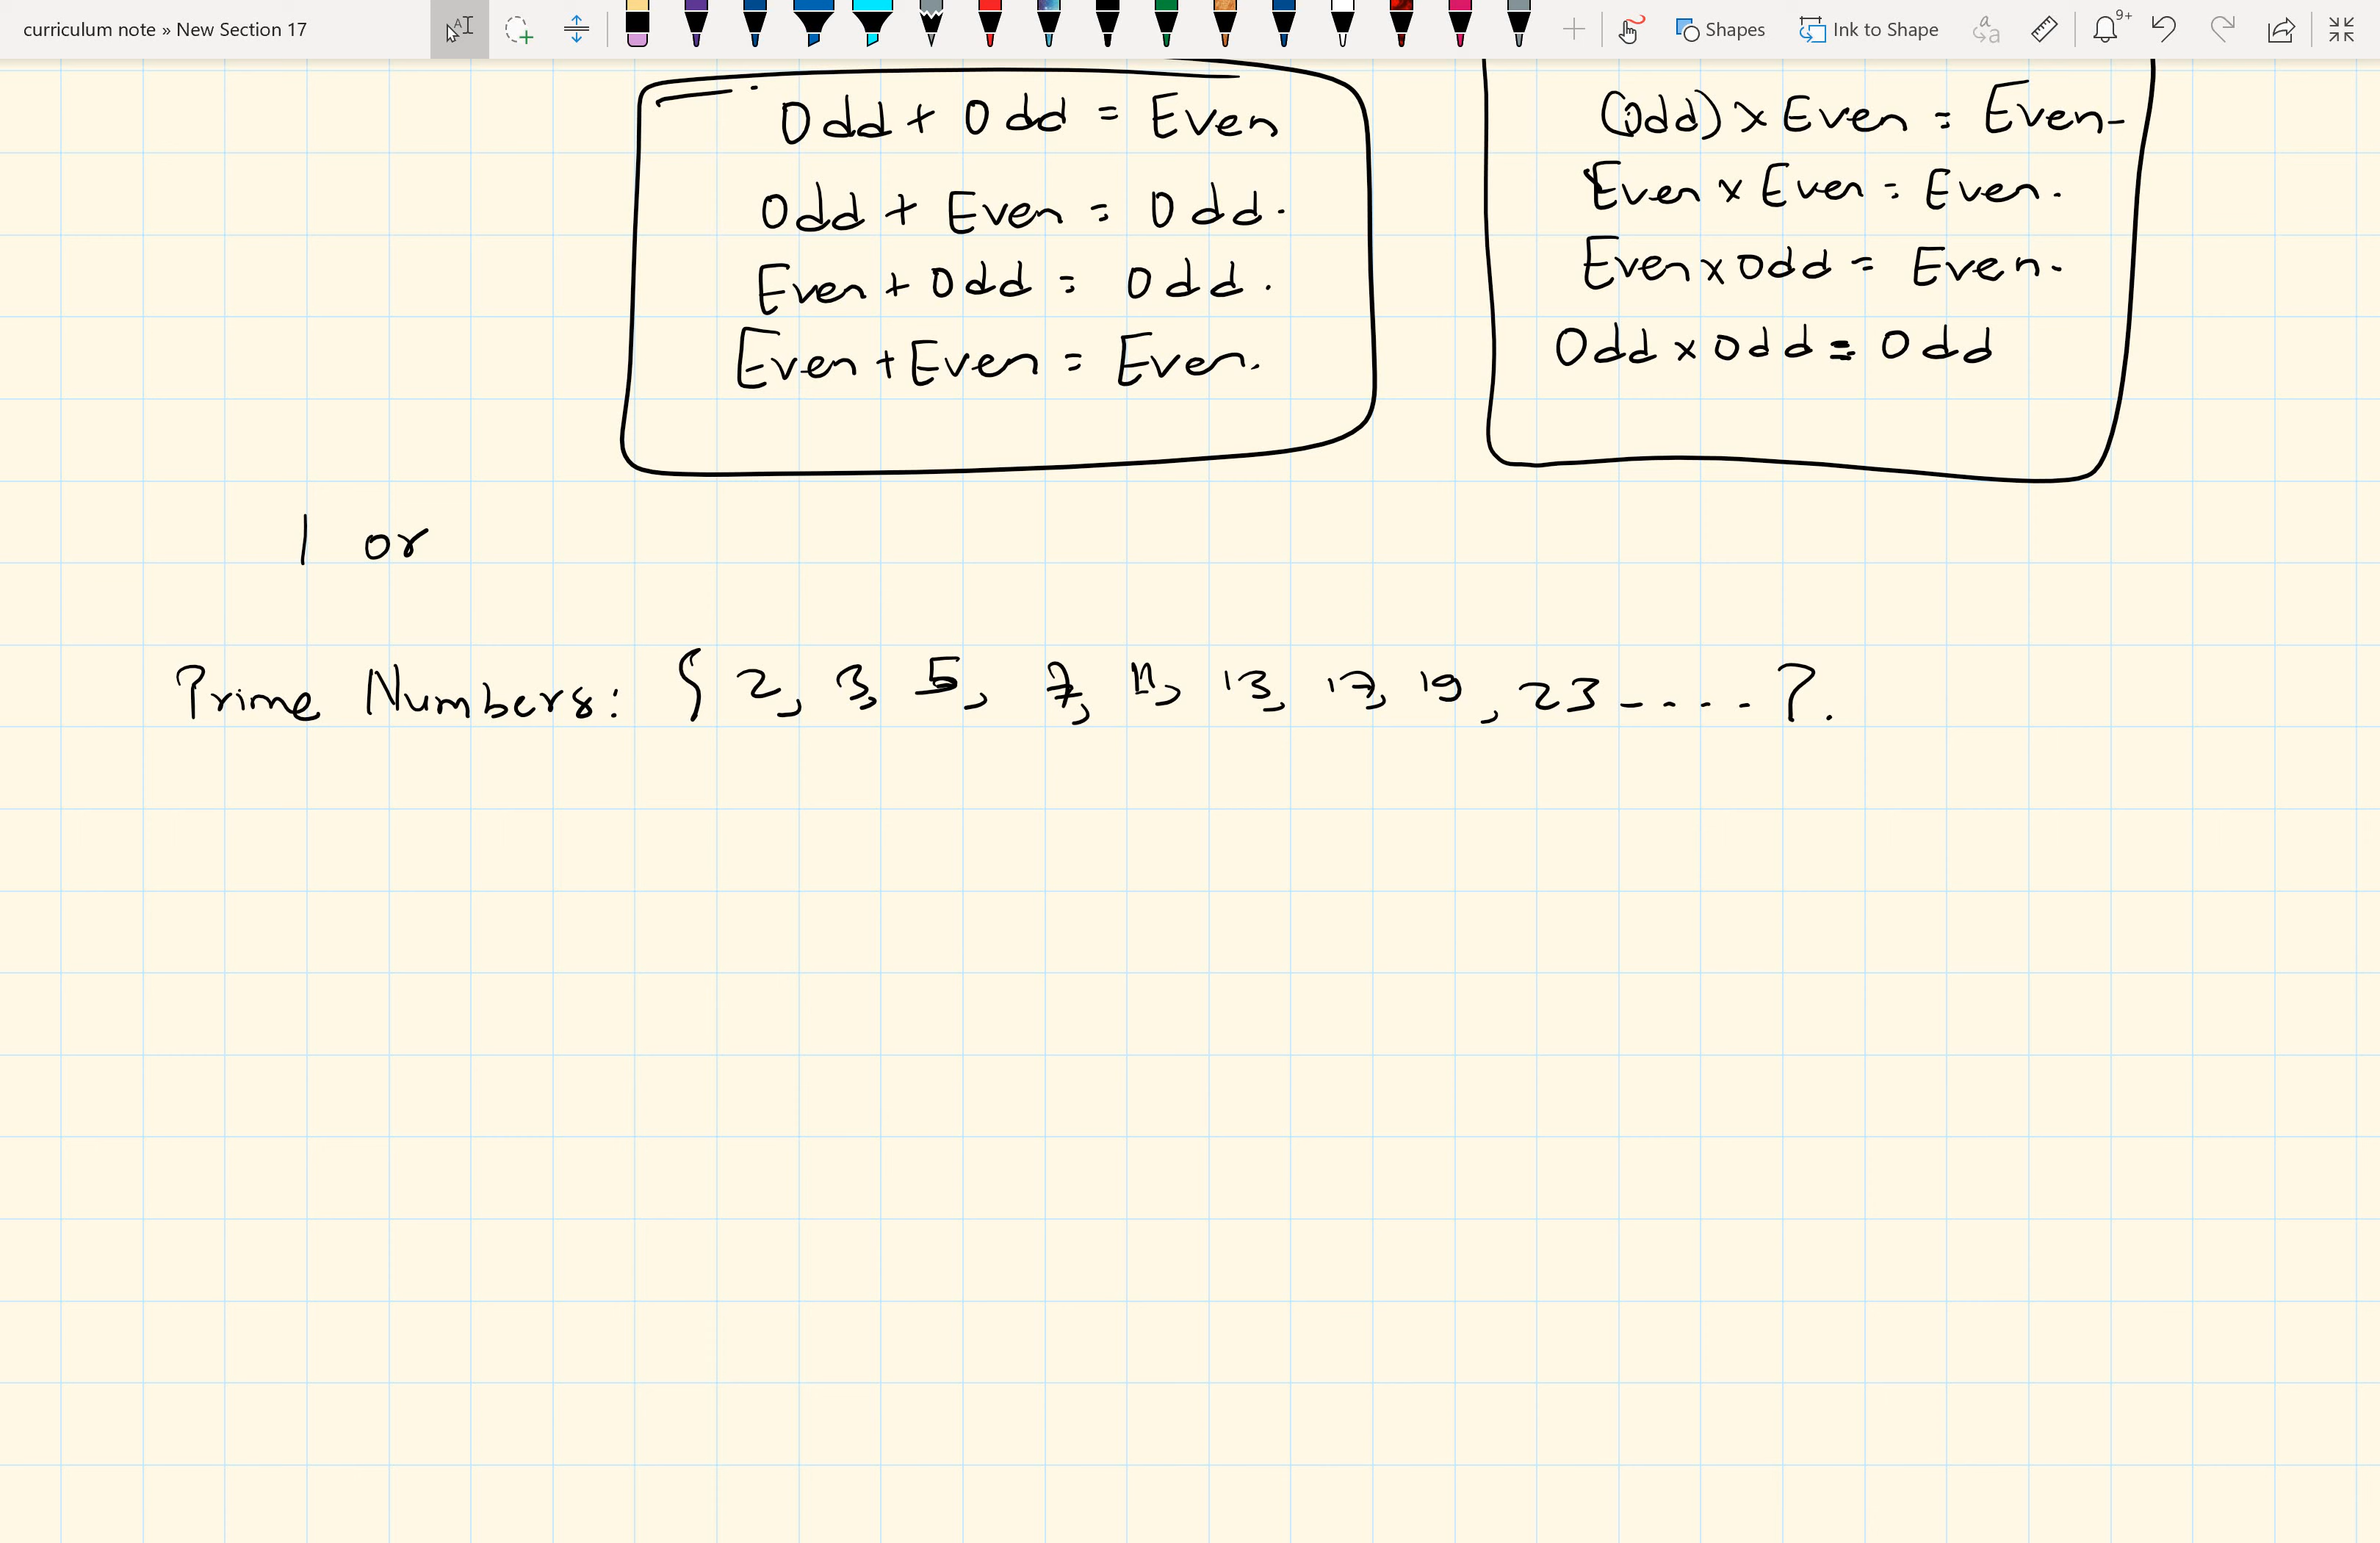 curriculum note » New Section 17
Shapes
Ink to Shape
9+
Odd + Odd = Even
Odd + Even = Odd.
Even + Odd = Odd.
Even + Even = Even.
(Odd) x Even = Even-
Even x Even = Even.
Even x Odd = Even.
Odd x Odd = Odd
1 or
Prime Numbers: { 2, 3, 5, 7, 11, 13, 17, 19, 23 - - - - }.